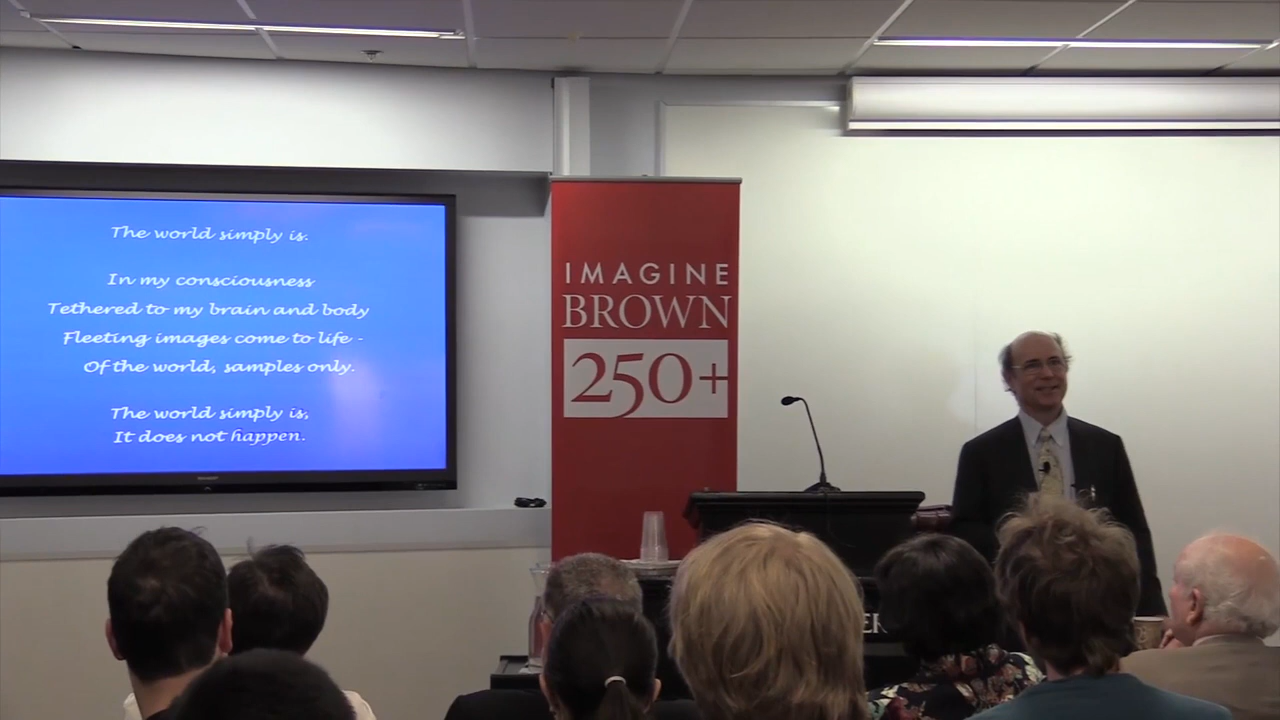 The world simply is.
In my consciousness
Tethered to my brain and body
Fleeting images come to life -
Of the world, samples only.
The world simply is,
It does not happen.
IMAGINE
BROWN
250+
SHARP